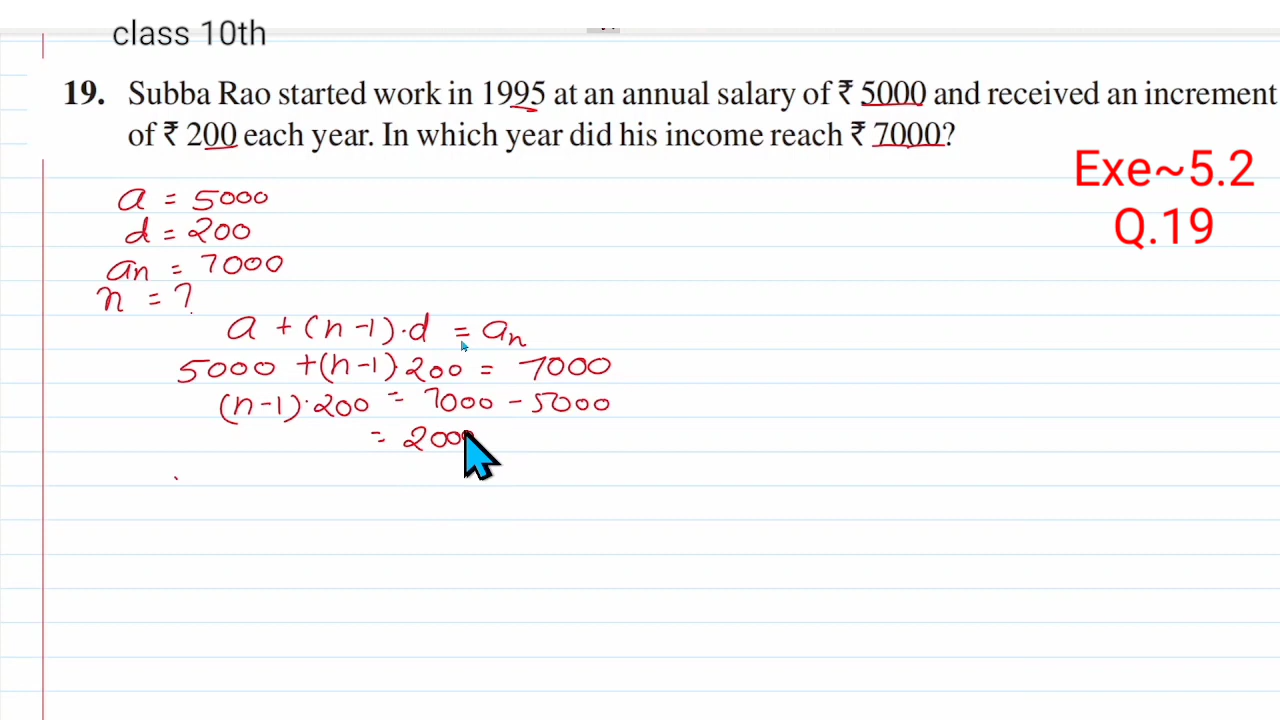 class 10th
19. Subba Rao started work in 1995 at an annual salary of ₹ 5000 and received an increment
of ₹ 200 each year. In which year did his income reach ₹ 7000?
Exe~5.2
Q.19
a = 5000
d = 200
an = 7000
n = ?
a + (n-1)·d = an
5000 +(n-1)·200 = 7000
(n-1)·200 = 7000 - 5000
= 2000